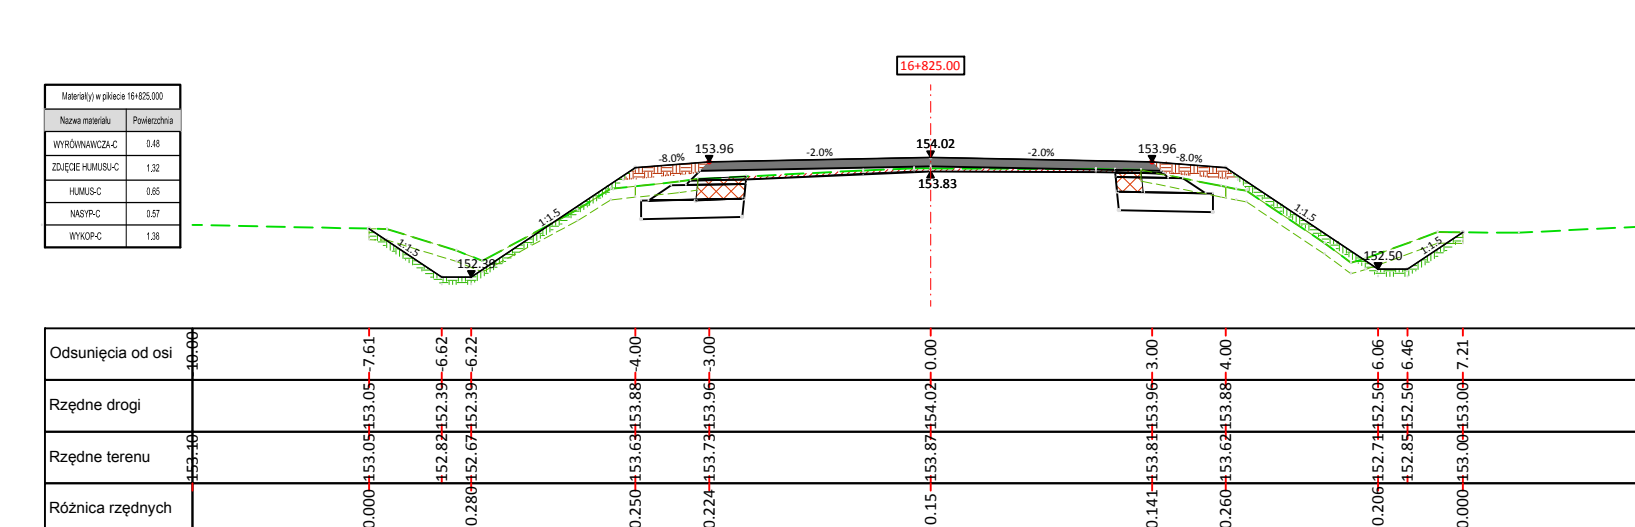 16+825.00
Materiał(y) w pikiecie 16+825.000
Nazwa materiału Powierzchnia
WYRÓWNAWCZA-C 0.48
ZDJĘCIE HUMUSU-C 1.32
HUMUS-C 0.65
NASYP-C 0.57
WYKOP-C 1.38
-8.0% 153.96 -2.0% 154.02 -2.0% 153.96 -8.0%
153.83
1:1.5 1:1.5 1:1.5 1:1.5
152.39 152.50
Odsunięcia od osi -10.00 -7.61 -6.62 -6.22 -4.00 -3.00 0.00 3.00 4.00 6.06 6.46 7.21
Rzędne drogi 153.05 152.39 152.39 153.88 153.96 154.02 153.96 153.88 152.50 152.50 153.00
Rzędne terenu 153.10 153.05 152.82 152.67 153.63 153.73 153.87 153.81 153.62 152.71 152.85 153.00
Różnica rzędnych 0.000 0.280 0.250 0.224 0.15 0.141 0.260 0.206 0.000